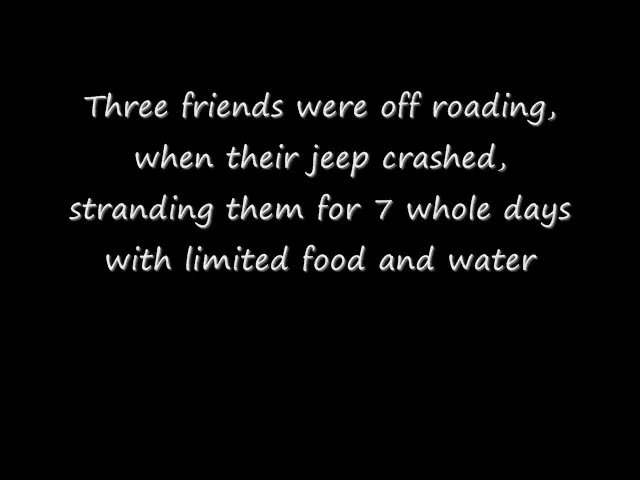 Three friends were off roading,
when their jeep crashed,
stranding them for 7 whole days
with limited food and water